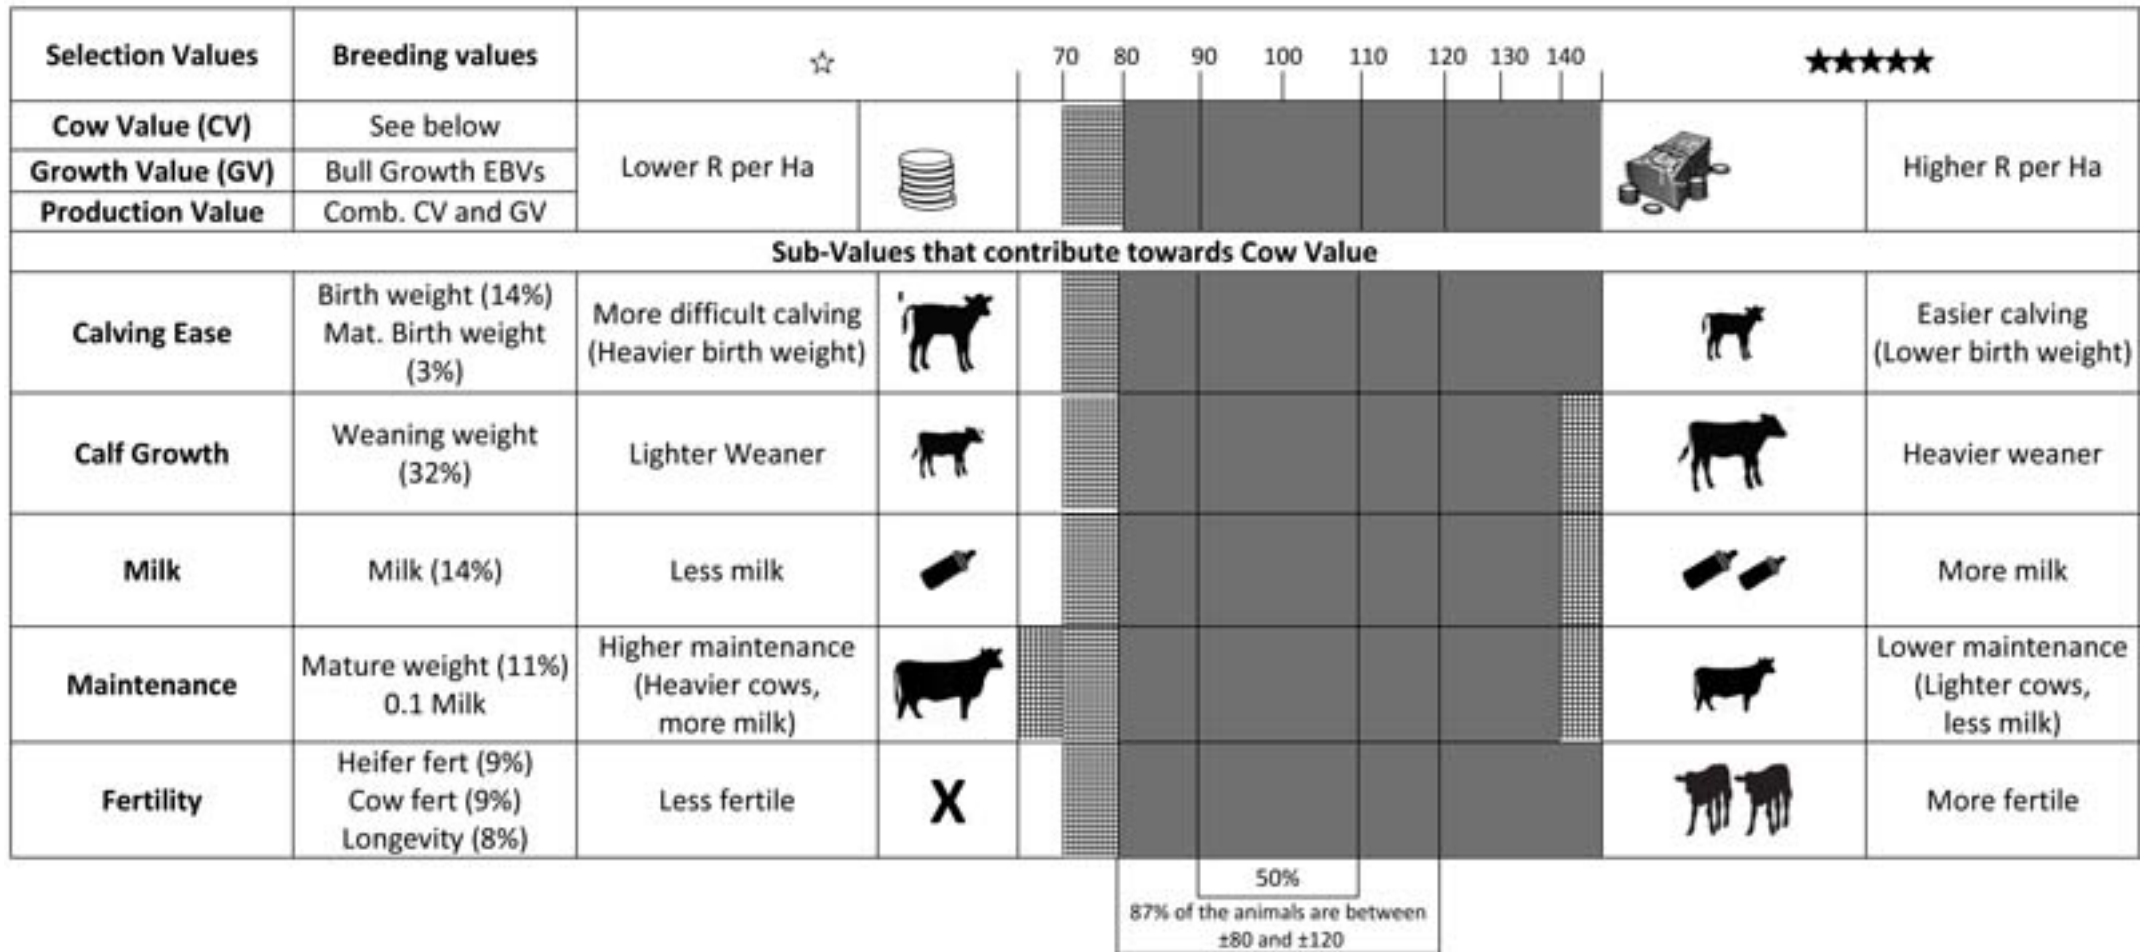 Selection Values Breeding values ☆ 70 80 90 100 110 120 130 140 ★★★★★
Cow Value (CV) See below
Growth Value (GV) Bull Growth EBVs
Production Value Comb. CV and GV
Lower R per Ha
Higher R per Ha
Sub-Values that contribute towards Cow Value
Calving Ease
Birth weight (14%)
Mat. Birth weight
(3%)
More difficult calving
(Heavier birth weight)
Easier calving
(Lower birth weight)
Calf Growth
Weaning weight
(32%)
Lighter Weaner
Heavier weaner
Milk
Milk (14%)
Less milk
More milk
Maintenance
Mature weight (11%)
0.1 Milk
Higher maintenance
(Heavier cows,
more milk)
Lower maintenance
(Lighter cows,
less milk)
Fertility
Heifer fert (9%)
Cow fert (9%)
Longevity (8%)
Less fertile
X
More fertile
50%
87% of the animals are between
±80 and ±120